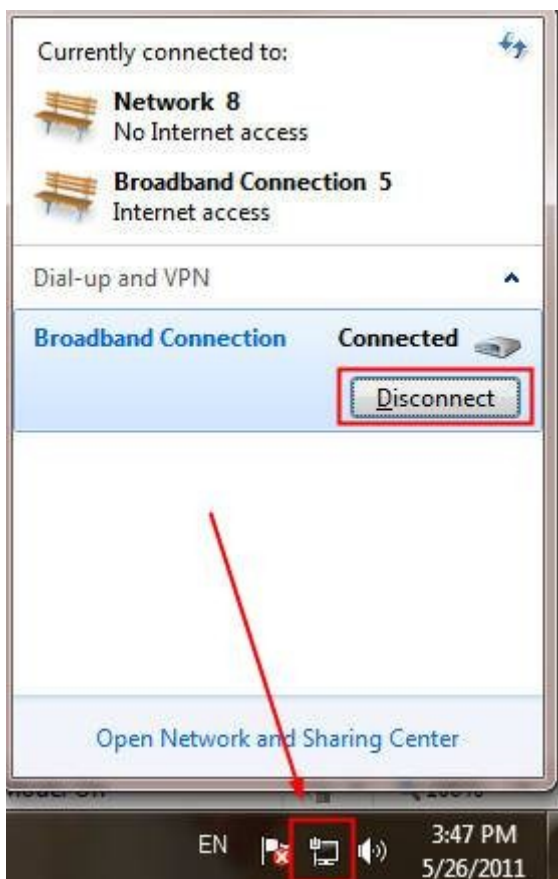 Currently connected to:
Network 8
No Internet access
Broadband Connection 5
Internet access
Dial-up and VPN
Broadband Connection Connected
Disconnect
Open Network and Sharing Center
EN 3:47 PM
5/26/2011